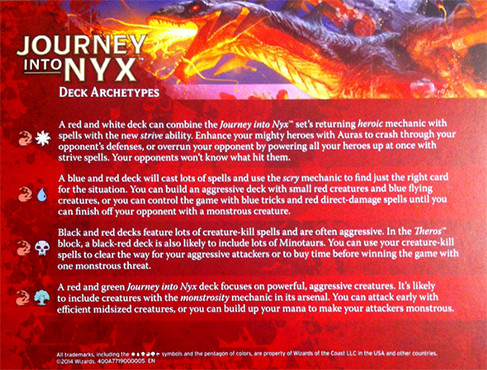 JOURNEY
INTO NYX™
DECK ARCHETYPES
A red and white deck can combine the Journey into Nyx™ set's returning heroic mechanic with
spells with the new strive ability. Enhance your mighty heroes with Auras to crash through your
opponent's defenses, or overrun your opponent by powering all your heroes up at once with
strive spells. Your opponents won't know what hit them.
A blue and red deck will cast lots of spells and use the scry mechanic to find just the right card
for the situation. You can build an aggressive deck with small red creatures and blue flying
creatures, or you can control the game with blue tricks and red direct-damage spells until you
can finish off your opponent with a monstrous creature.
Black and red decks feature lots of creature-kill spells and are often aggressive. In the Theros™
block, a black-red deck is also likely to include lots of Minotaurs. You can use your creature-kill
spells to clear the way for your aggressive attackers or to buy time before winning the game with
one monstrous threat.
A red and green Journey into Nyx deck focuses on powerful, aggressive creatures. It's likely
to include creatures with the monstrosity mechanic in its arsenal. You can attack early with
efficient midsized creatures, or you can build up your mana to make your attackers monstrous.
All trademarks, including the symbols and the pentagon of colors, are property of Wizards of the Coast LLC in the USA and other countries.
©2014 Wizards. 400A7719000005 EN